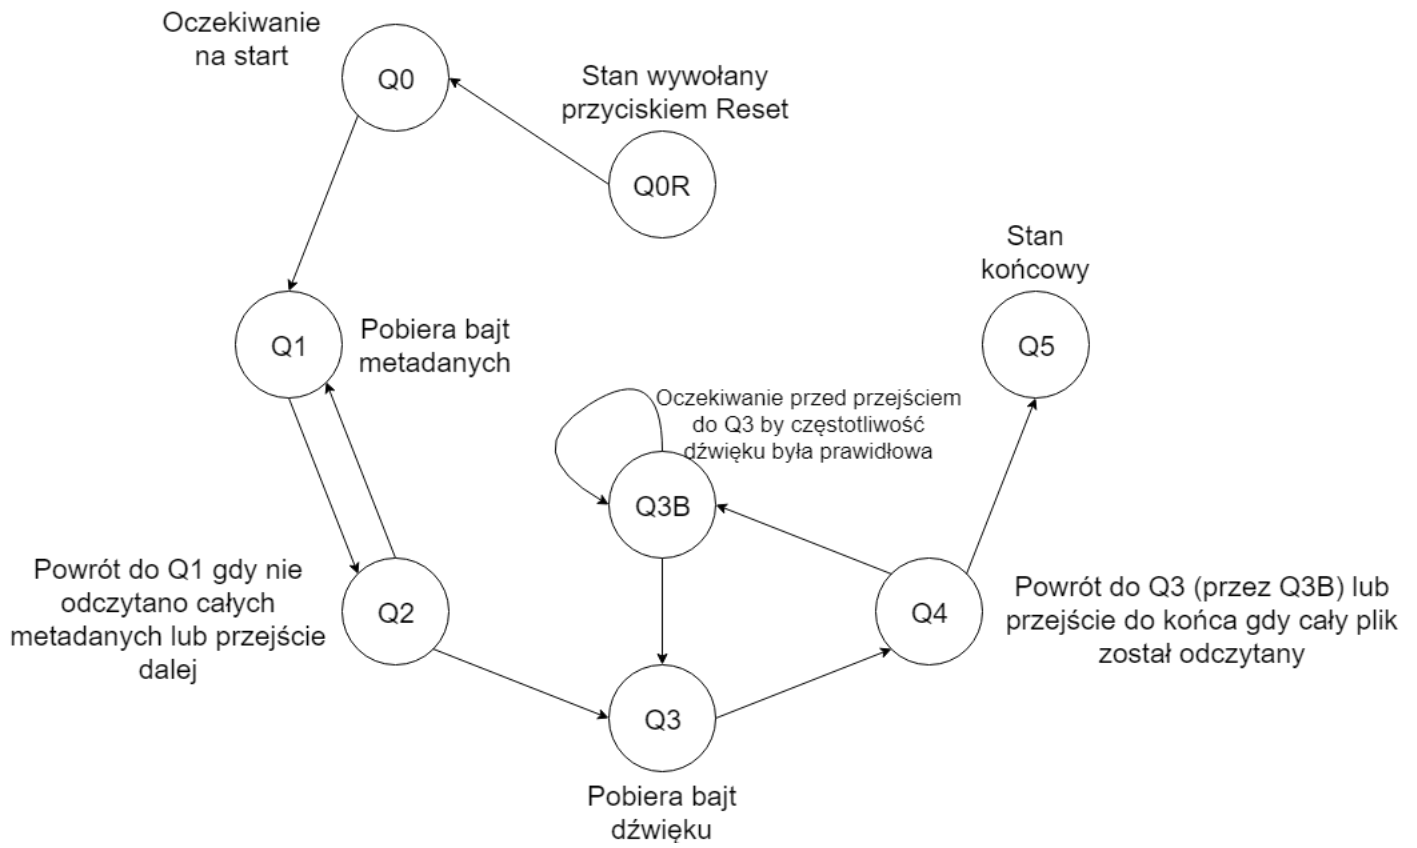 Oczekiwanie
na start
Q0
Stan wywołany
przyciskiem Reset
Q0R
Stan
końcowy
Q5
Q1
Pobiera bajt
metadanych
Oczekiwanie przed przejściem
do Q3 by częstotliwość
dźwięku była prawidłowa
Q3B
Powrót do Q1 gdy nie
odczytano całych
metadanych lub przejście
dalej
Q2
Q4
Powrót do Q3 (przez Q3B) lub
przejście do końca gdy cały plik
został odczytany
Q3
Pobiera bajt
dźwięku